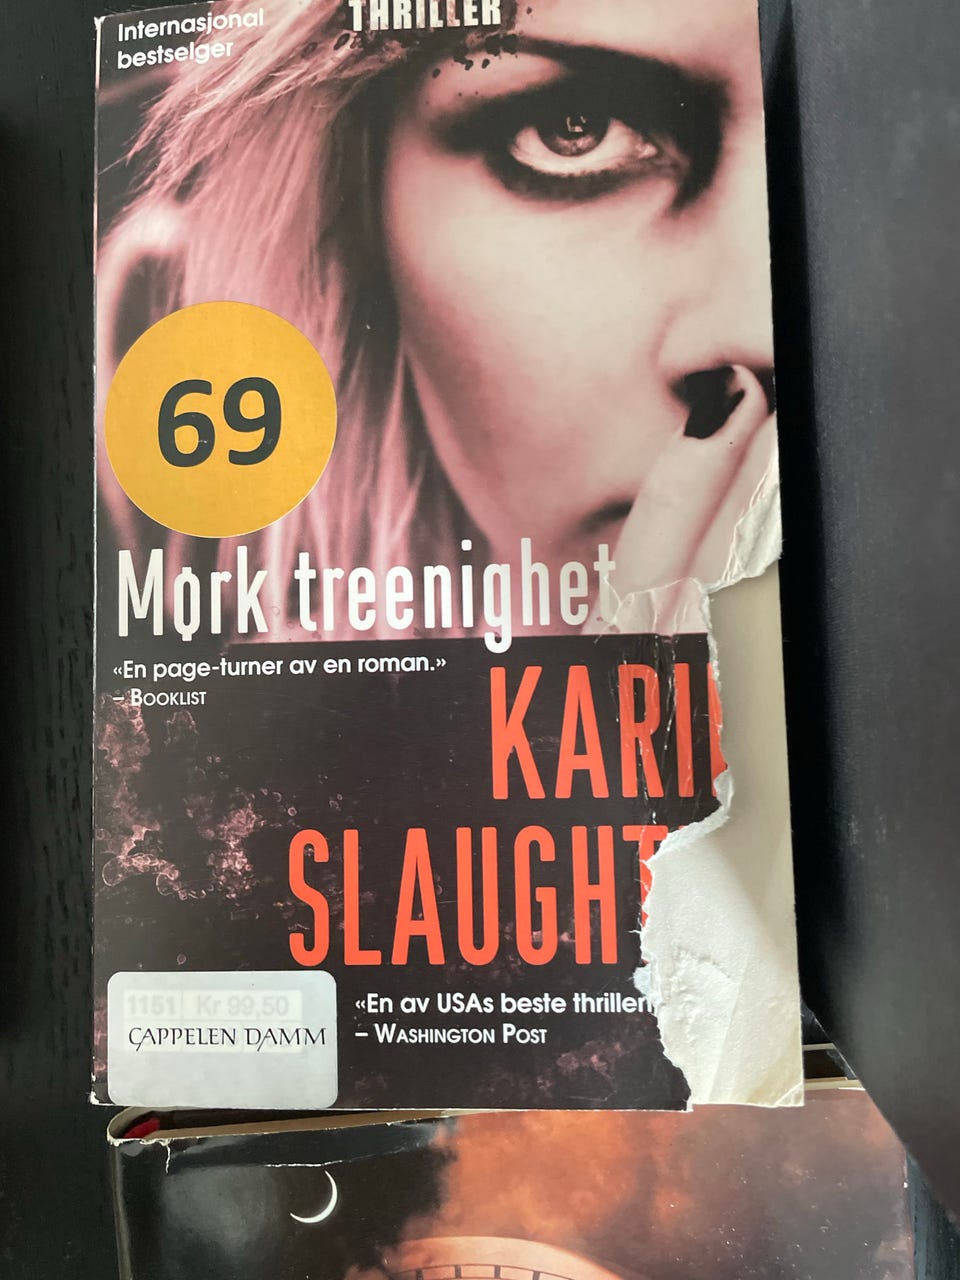 Internasjonal
bestselger
THRILLER
69
Mørk treenighet
«En page-turner av en roman.»
– BOOKLIST
KARI
SLAUGHT
1151 Kr 99,50
CAPPELEN DAMM
«En av USAs beste thriller
– WASHINGTON POST